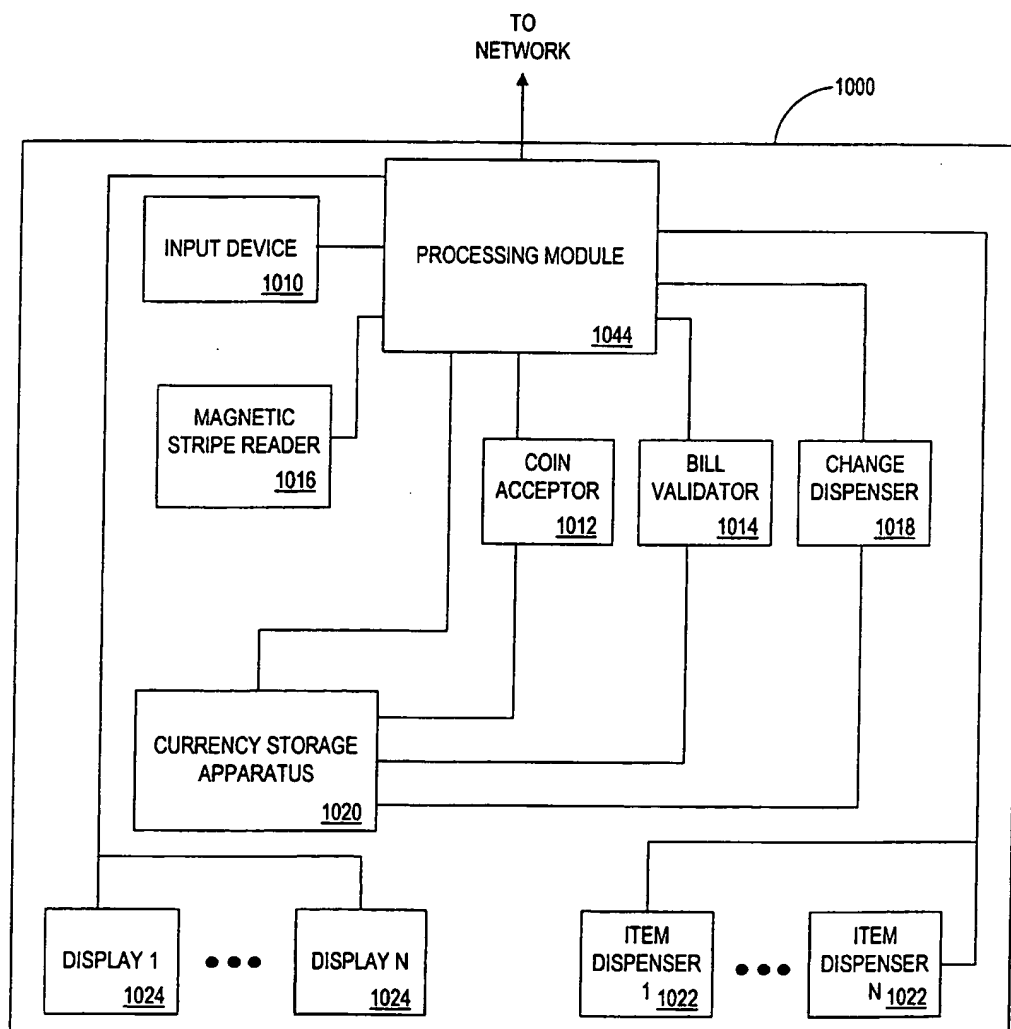 TO
NETWORK
1000
INPUT DEVICE
1010
PROCESSING MODULE
1044
MAGNETIC
STRIPE READER
1016
COIN
ACCEPTOR
1012
BILL
VALIDATOR
1014
CHANGE
DISPENSER
1018
CURRENCY STORAGE
APPARATUS
1020
DISPLAY 1
1024
DISPLAY N
1024
ITEM
DISPENSER
1
1022
ITEM
DISPENSER
N
1022